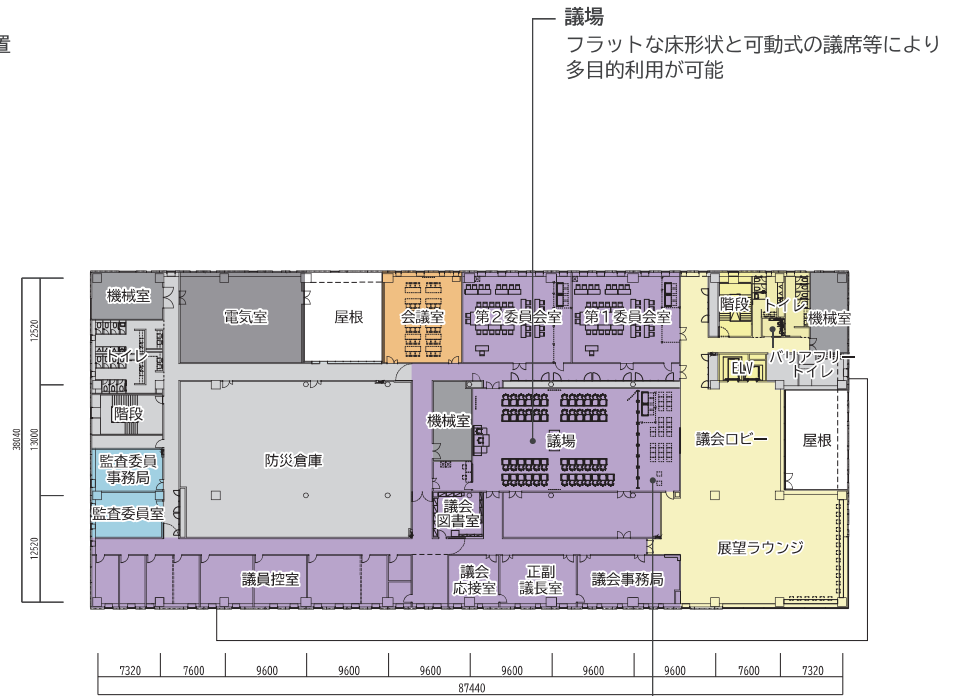 置
議場
フラットな床形状と可動式の議席等により
多目的利用が可能
機械室
電気室
屋根
会議室
第2委員会室
第1委員会室
階段
トイレ
機械室
トイレ
ELV
バリアフリー
トイレ
階段
機械室
議場
議会ロビー
屋根
監査委員
事務局
防災倉庫
監査委員室
議会
図書室
展望ラウンジ
議員控室
議会
応接室
正副
議長室
議会事務局
12520
13000
12520
38040
7320
7600
9600
9600
9600
9600
9600
9600
7600
7320
87440